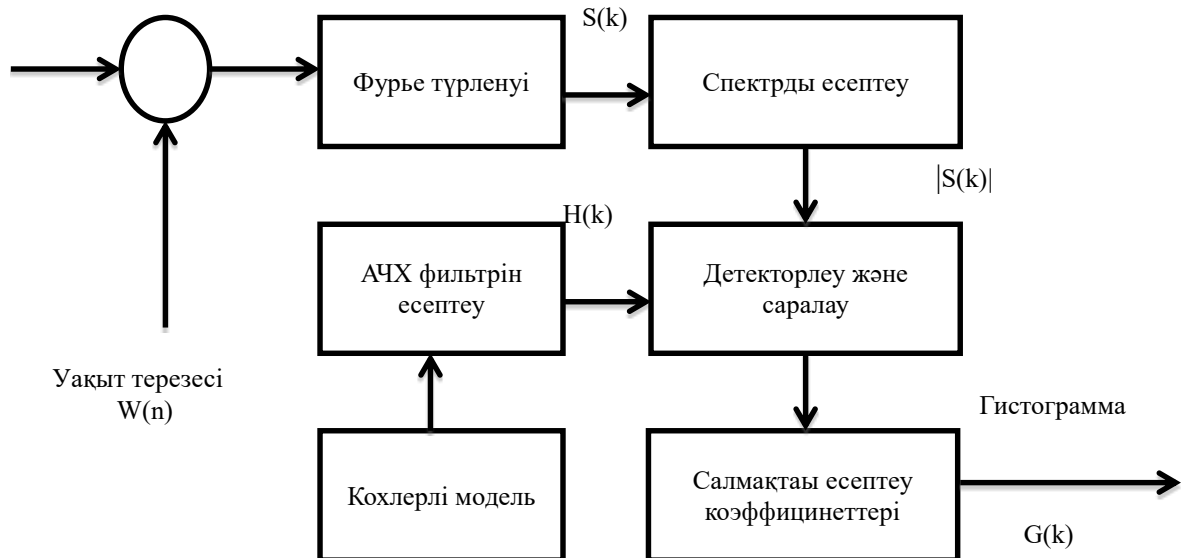 S(k)
Фурье түрленуі
Спектрды есептеу
|S(k)|
H(k)
АЧХ фильтрін
есептеу
Детекторлеу және
саралау
Уақыт терезесі
W(n)
Гистограмма
Кохлерлі модель
Салмақтаы есептеу
коэффицинеттері
G(k)